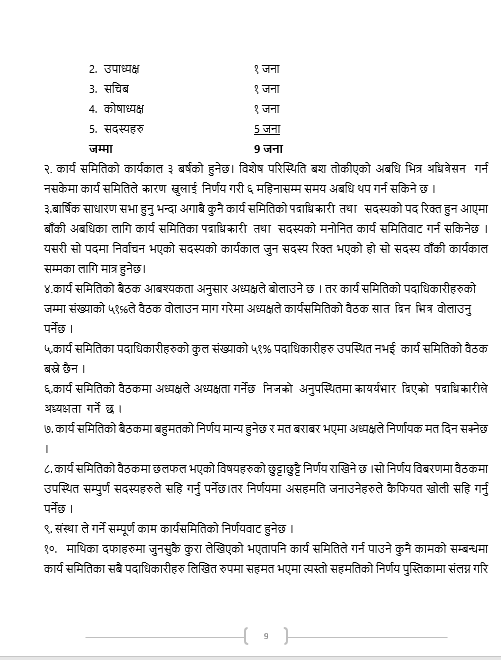 2. उपाध्यक्ष १ जना
3. सचिब १ जना
4. कोषाध्यक्ष १ जना
5. सदस्यहरु 5 जना
जम्मा 9 जना
२. कार्य समितिको कार्यकाल ३ बर्षको हुनेछ। विशेष परिस्थिति बश तोकीएको अबधि भित्र अधिवेसन गर्न
नसकेमा कार्य समितिले कारण खुलाई निर्णय गरी ६ महिनासम्म समय अबधि थप गर्न सकिने छ ।
३.बार्षिक साधारण सभा हुनु भन्दा अगाबै कुनै कार्य समितिको पदाधिकारी तथा सदस्यको पद रिक्त हुन आएमा
बाँकी अबधिका लागि कार्य समितिका पदाधिकारी तथा सदस्यको मनोनित कार्य समितिवाट गर्न सकिनेछ ।
यसरी सो पदमा निर्वाचन भएको सदस्यको कार्यकाल जुन सदस्य रिक्त भएको हो सो सदस्य वाँकी कार्यकाल
सम्मका लागि मात्र हुनेछ।
४.कार्य समितिको बैठक आबश्यकता अनुसार अध्यक्षले बोलाउने छ । तर कार्य समितिको पदाधिकारीहरुको
जम्मा संख्याको ५१%ले वैठक वोलाउन माग गरेमा अध्यक्षले कार्यसमितिको वैठक सात दिन भित्र वोलाउनु
पर्नेछ ।
५.कार्य समितिका पदाधिकारीहरुको कुल संख्याको ५१% पदाधिकारीहरु उपस्थित नभई कार्य समितिको वैठक
बस्ने छैन ।
६.कार्य समितिको वैठकमा अध्यक्षले अध्यक्षता गर्नेछ निजको अनुपस्थितमा कायर्यभार दिएको पदाधिकारीले
अध्यक्षता गर्ने छ ।
७. कार्य समितिको बैठकमा बहुमतको निर्णय मान्य हुनेछ र मत बराबर भएमा अध्यक्षले निर्णायक मत दिन सक्नेछ
।
८. कार्य समितिको वैठकमा छलफल भएको विषयहरुको छुट्टाछुट्टै निर्णय राखिने छ ।सो निर्णय विबरणमा वैठकमा
उपस्थित सम्पुर्ण सदस्यहरुले सहि गर्नु पर्नेछ।तर निर्णयमा असहमति जनाउनेहरुले कैफियत खोली सहि गर्नु
पर्नेछ ।
९. संस्था ले गर्ने सम्पूर्ण काम कार्यसमितिको निर्णयवाट हुनेछ ।
१०. माथिका दफाहरुमा जुनसुकै कुरा लेखिएको भएतापनि कार्य समितिले गर्न पाउने कुनै कामको सम्बन्धमा
कार्य समितिका सबै पदाधिकारीहरु लिखित रुपमा सहमत भएमा त्यस्तो सहमतिको निर्णय पुस्तिकामा संलग्न गरि
9